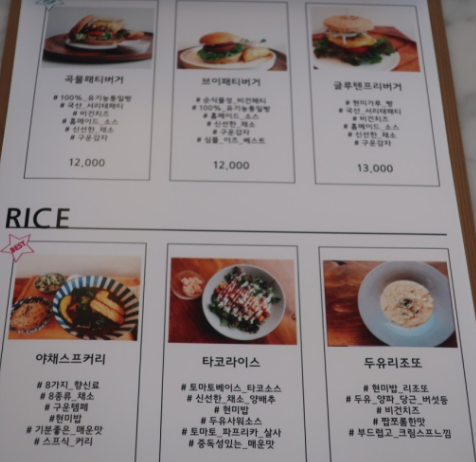 곡물패티버거
# 100%_유기농통밀빵
# 국산_서리태패티
# 비건치즈
# 홈메이드_소스
# 신선한_채소
# 구운감자
12,000
브이패티버거
# 순식물성_비건패티
# 100%_유기농통밀빵
# 홈메이드_소스
# 신선한_채소
# 구운감자
# 심플_이즈_베스트
12,000
글루텐프리버거
# 현미가루_빵
# 국산_서리태패티
# 비건치즈
# 홈메이드_소스
# 신선한_채소
# 구운감자
13,000
RICE
BEST
야채스프커리
# 8가지_향신료
# 8종류_채소
# 구운템페
#현미밥
# 기분좋은_매운맛
# 스프식_커리
타코라이스
# 토마토베이스_타코소스
# 신선한_채소_양배추
# 현미밥
# 두유사워소스
# 토마토_파프리카_살사
# 중독성있는_매운맛
두유리조또
# 현미밥_리조또
# 두유_양파_당근_버섯등
# 비건치즈
# 짭쪼름한맛
# 부드럽고_크림스프느낌